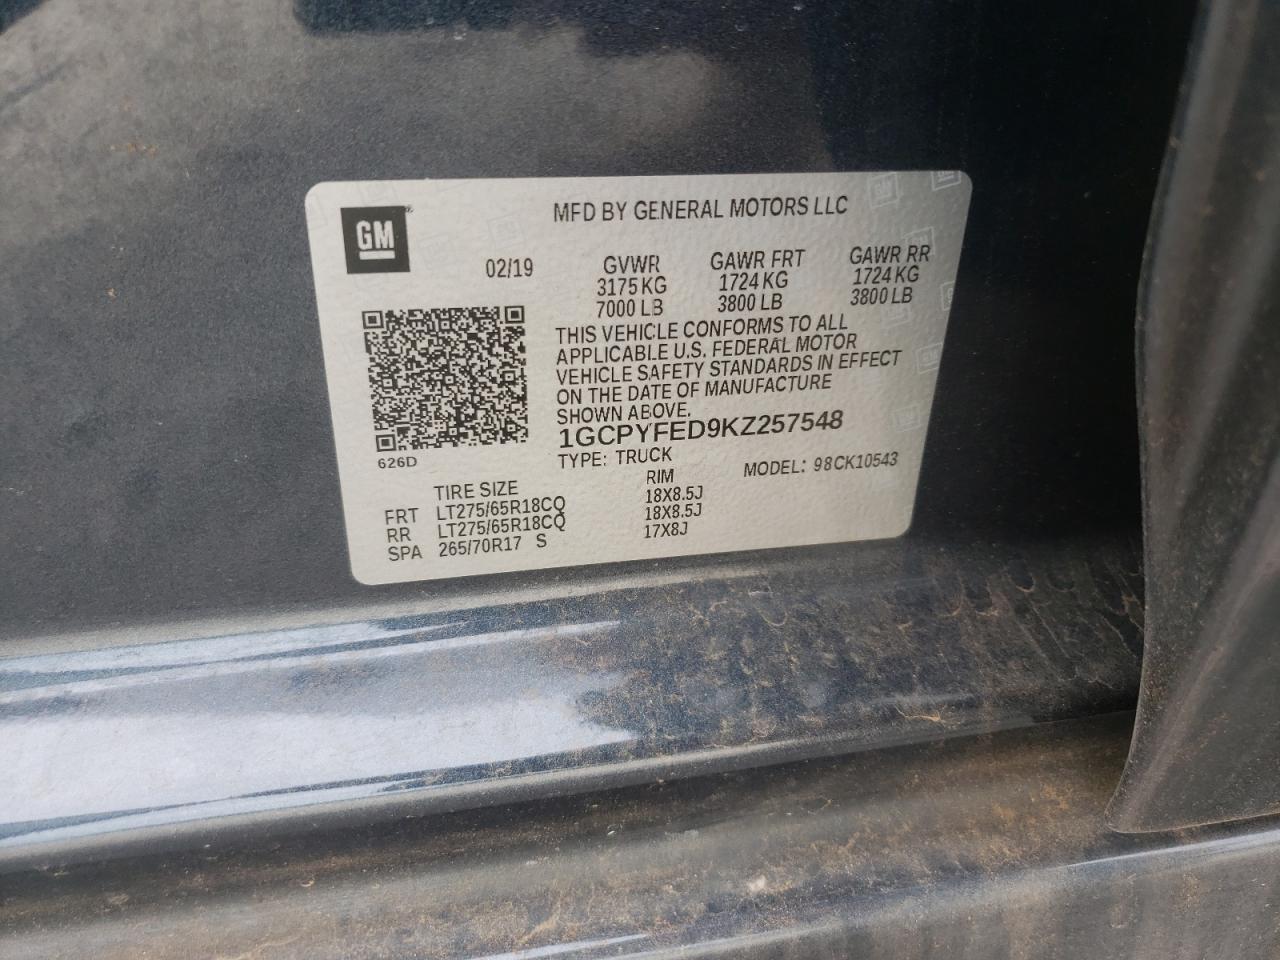 GM
MFD BY GENERAL MOTORS LLC
02/19 GVWR GAWR FRT GAWR RR
3175 KG 1724 KG 1724 KG
7000 LB 3800 LB 3800 LB
THIS VEHICLE CONFORMS TO ALL
APPLICABLE U.S. FEDERAL MOTOR
VEHICLE SAFETY STANDARDS IN EFFECT
ON THE DATE OF MANUFACTURE
SHOWN ABOVE.
1GCPYFED9KZ257548
626D
TYPE: TRUCK MODEL: 98CK10543
TIRE SIZE RIM
FRT LT275/65R18CQ 18X8.5J
RR LT275/65R18CQ 18X8.5J
SPA 265/70R17 S 17X8J